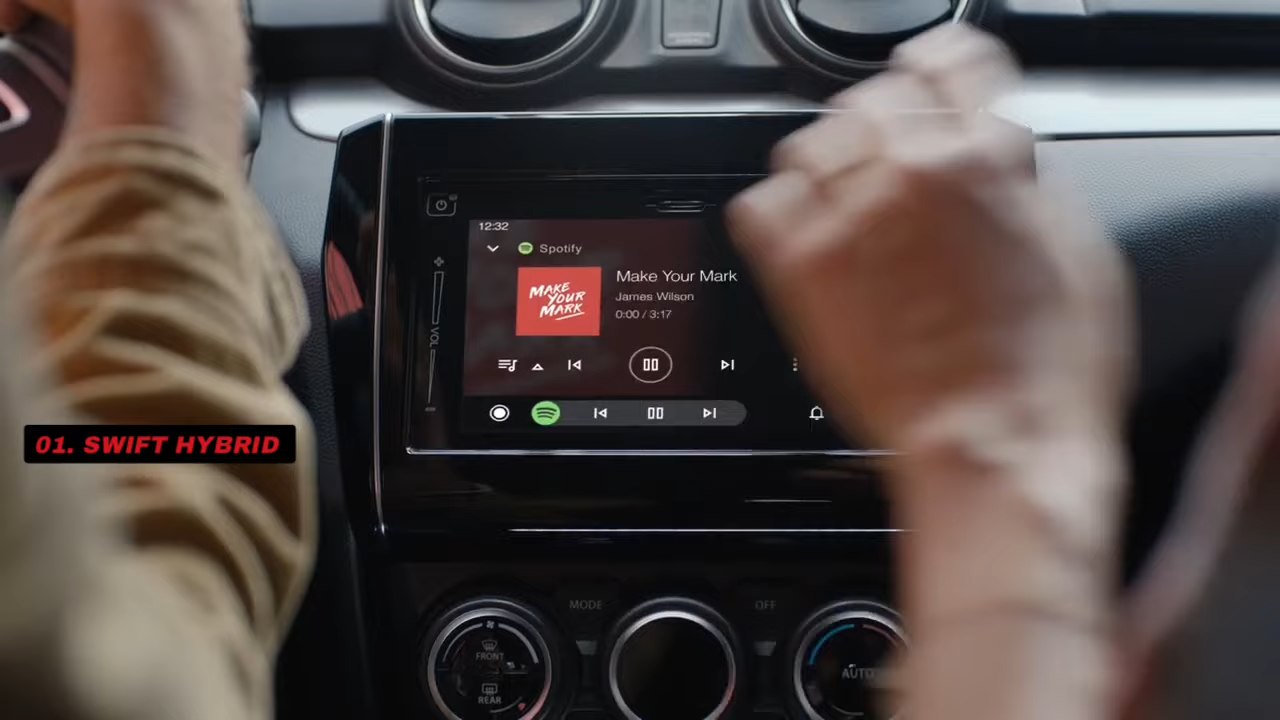 12:32
Spotify
MAKE
YOUR
MARK
Make Your Mark
James Wilson
0:00 / 3:17
VOL
01. SWIFT HYBRID
MODE
OFF
FRONT
REAR
AUTO